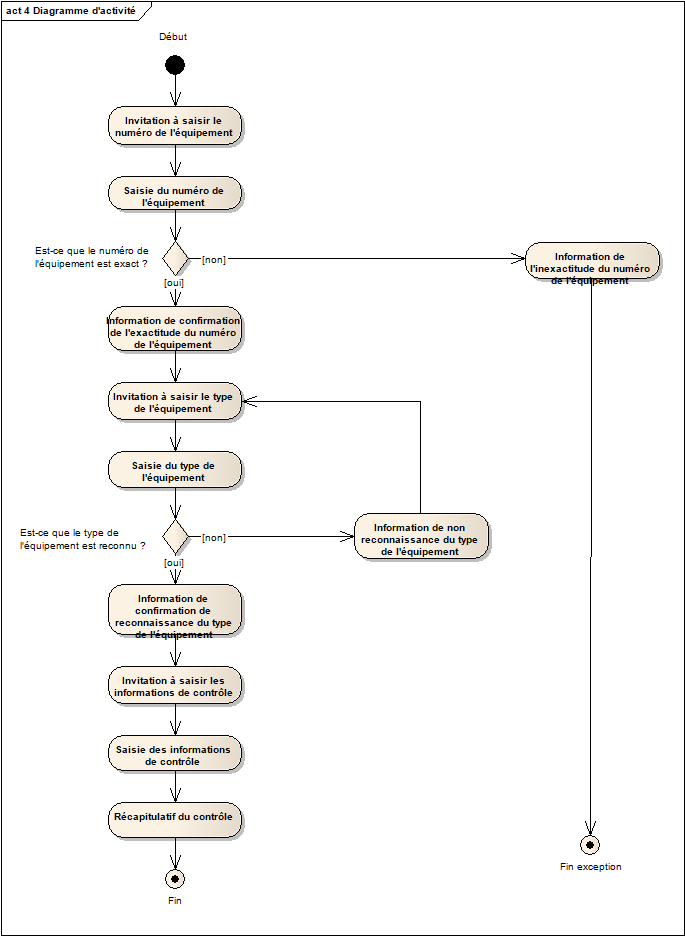 act 4 Diagramme d'activité
Début
Invitation à saisir le
numéro de l'équipement
Saisie du numéro de
l'équipement
Est-ce que le numéro de
l'équipement est exact ?
[non]
[oui]
Information de
l'inexactitude du numéro
de l'équipement
Information de confirmation
de l'exactitude du numéro
de l'équipement
Invitation à saisir le type
de l'équipement
Saisie du type de
l'équipement
Est-ce que le type de
l'équipement est reconnu ?
[non]
[oui]
Information de non
reconnaissance du type
de l'équipement
Information de
confirmation de
reconnaissance du type
de l'équipement
Invitation à saisir les
informations de contrôle
Saisie des informations
de contrôle
Récapitulatif du contrôle
Fin
Fin exception